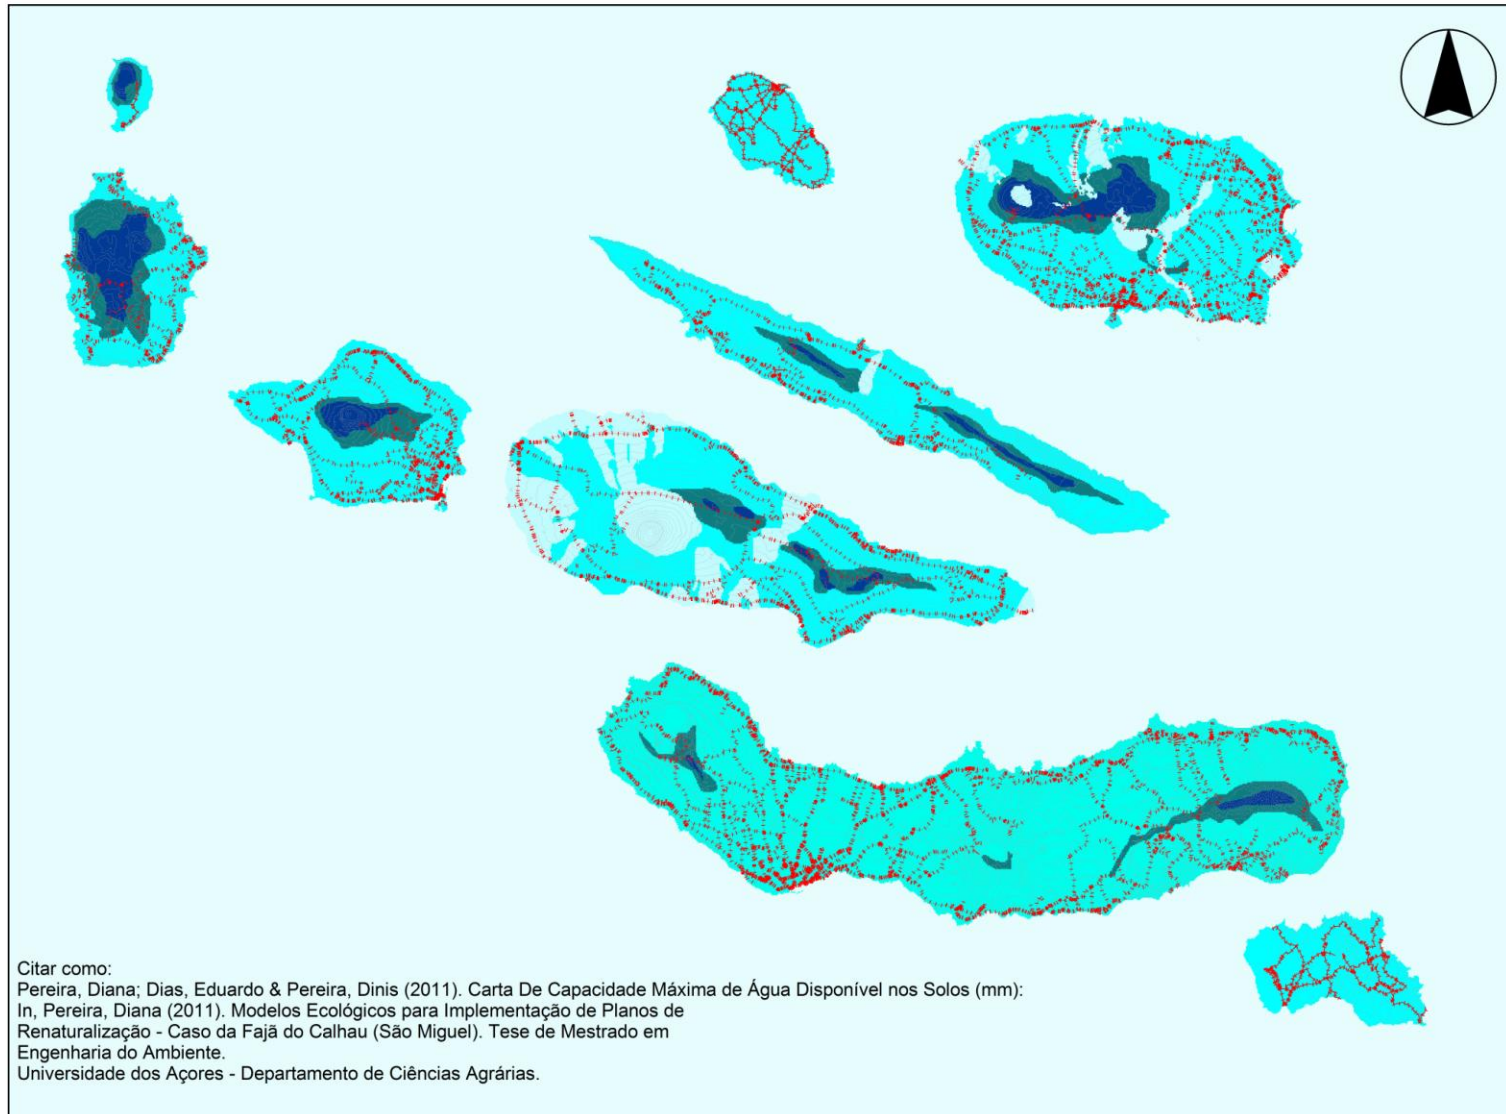 Citar como:
Pereira, Diana; Dias, Eduardo & Pereira, Dinis (2011). Carta De Capacidade Máxima de Água Disponível nos Solos (mm):
In, Pereira, Diana (2011). Modelos Ecológicos para Implementação de Planos de
Renaturalização - Caso da Fajã do Calhau (São Miguel). Tese de Mestrado em
Engenharia do Ambiente.
Universidade dos Açores - Departamento de Ciências Agrárias.